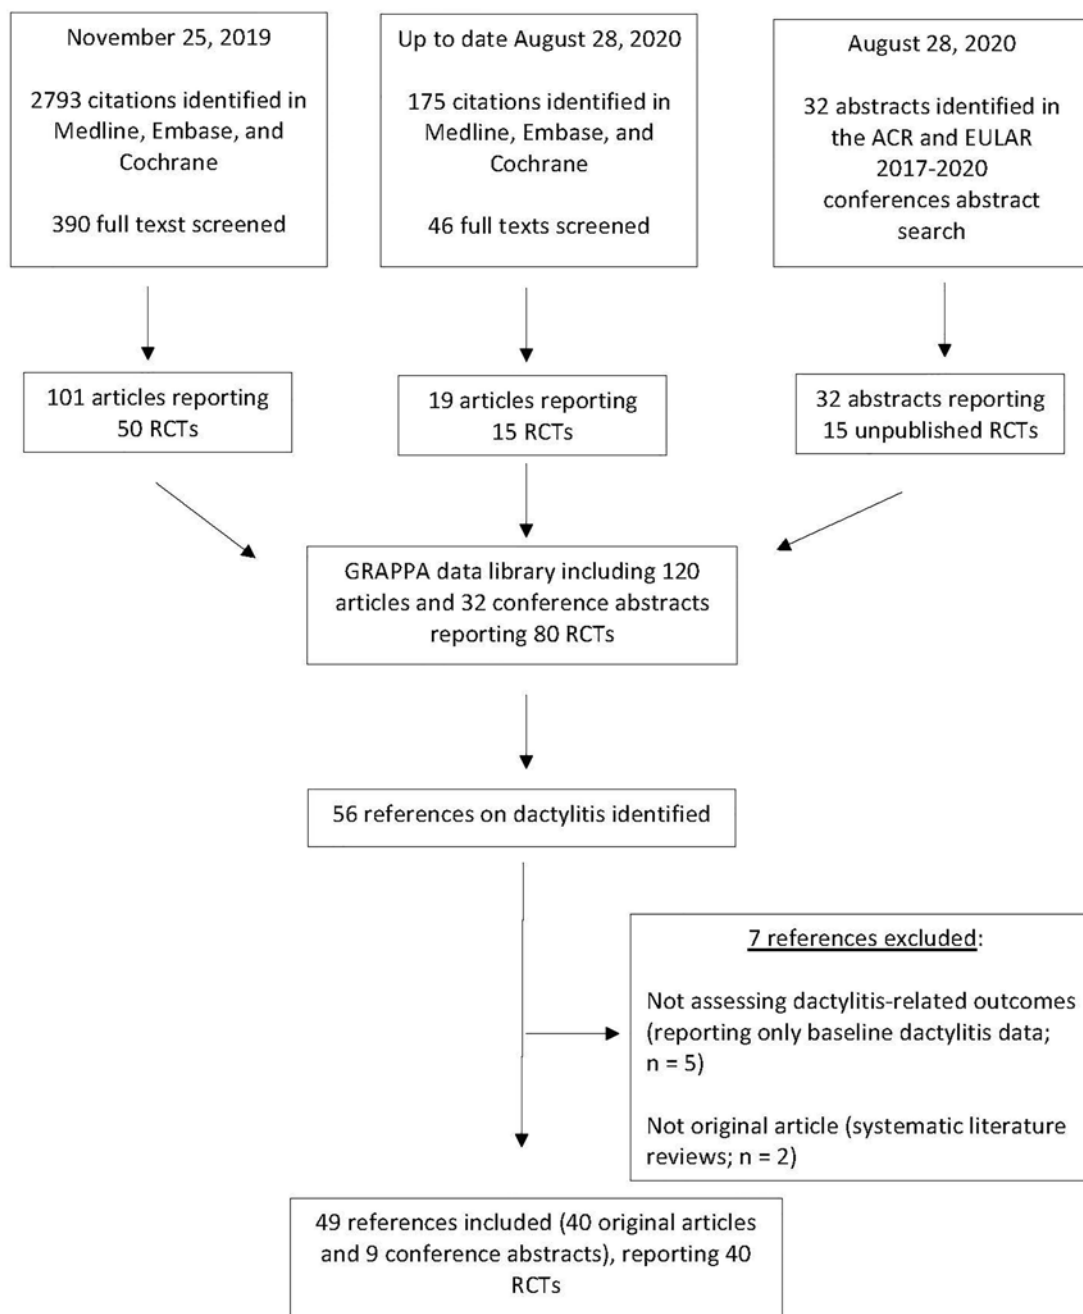 November 25, 2019
2793 citations identified in
Medline, Embase, and
Cochrane
390 full texst screened
Up to date August 28, 2020
175 citations identified in
Medline, Embase, and
Cochrane
46 full texts screened
August 28, 2020
32 abstracts identified in
the ACR and EULAR
2017-2020
conferences abstract
search
101 articles reporting
50 RCTs
19 articles reporting
15 RCTs
32 abstracts reporting
15 unpublished RCTs
GRAPPA data library including 120
articles and 32 conference abstracts
reporting 80 RCTs
56 references on dactylitis identified
7 references excluded:
Not assessing dactylitis-related outcomes
(reporting only baseline dactylitis data;
n = 5)
Not original article (systematic literature
reviews; n = 2)
49 references included (40 original articles
and 9 conference abstracts), reporting 40
RCTs